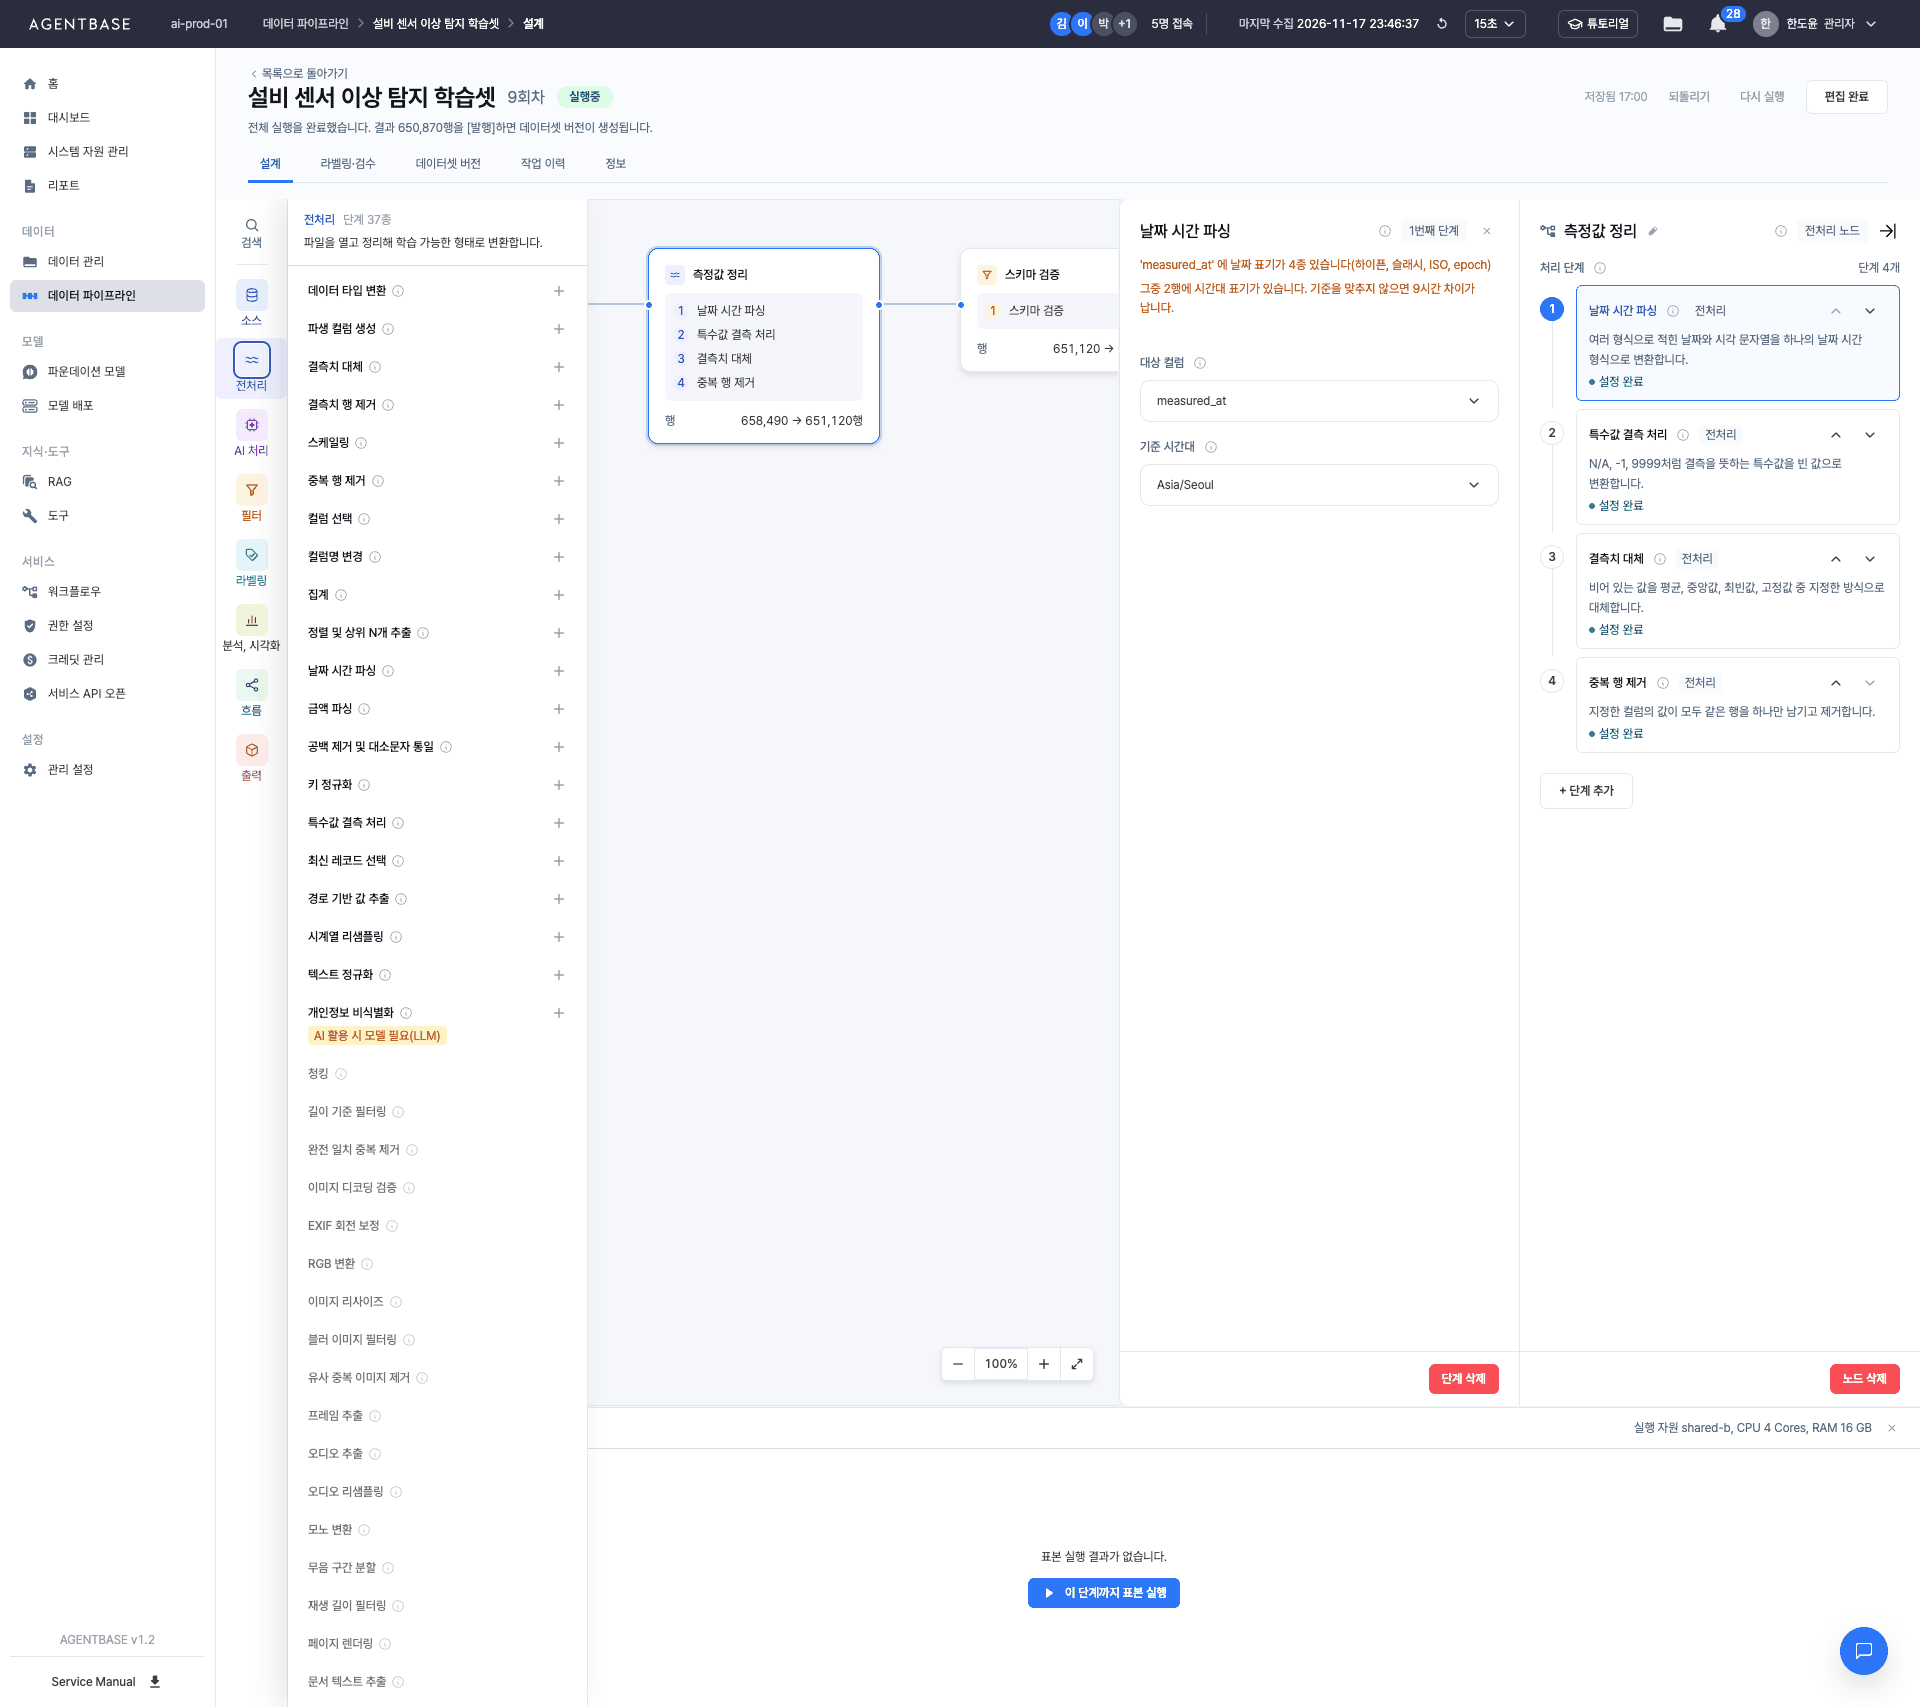 AGENTBASE
ai-prod-01
데이터 파이프라인 > 설비 센서 이상 탐지 학습셋 > 설계
김 이 박 +1 5명 접속
마지막 수집 2026-11-17 23:46:37
15초
튜토리얼
28
한 한도윤 관리자
홈
대시보드
시스템 자원 관리
리포트
데이터
데이터 관리
데이터 파이프라인
모델
파운데이션 모델
모델 배포
지식·도구
RAG
도구
서비스
워크플로우
권한 설정
크레딧 관리
서비스 API 오픈
설정
관리 설정
AGENTBASE v1.2
Service Manual
목록으로 돌아가기
설비 센서 이상 탐지 학습셋 9회차 실행중
전체 실행을 완료했습니다. 결과 650,870행을 [발행]하면 데이터셋 버전이 생성됩니다.
저장됨 17:00 되돌리기 다시 실행 편집 완료
설계 라벨링·검수 데이터셋 버전 작업 이력 정보
검색
소스
전처리
AI 처리
필터
라벨링
분석, 시각화
흐름
출력
전처리 단계 37종
파일을 열고 정리해 학습 가능한 형태로 변환합니다.
데이터 타입 변환
파생 컬럼 생성
결측치 대체
결측치 행 제거
스케일링
중복 행 제거
컬럼 선택
컬럼명 변경
집계
정렬 및 상위 N개 추출
날짜 시간 파싱
금액 파싱
공백 제거 및 대소문자 통일
키 정규화
특수값 결측 처리
최신 레코드 선택
경로 기반 값 추출
시계열 리샘플링
텍스트 정규화
개인정보 비식별화
AI 활용 시 모델 필요(LLM)
청킹
길이 기준 필터링
완전 일치 중복 제거
이미지 디코딩 검증
EXIF 회전 보정
RGB 변환
이미지 리사이즈
블러 이미지 필터링
유사 중복 이미지 제거
프레임 추출
오디오 추출
오디오 리샘플링
모노 변환
무음 구간 분할
재생 길이 필터링
페이지 렌더링
문서 텍스트 추출
측정값 정리
1 날짜 시간 파싱
2 특수값 결측 처리
3 결측치 대체
4 중복 행 제거
행 658,490 → 651,120행
스키마 검증
1 스키마 검증
행 651,120 →
100%
날짜 시간 파싱 1번째 단계
'measured_at' 에 날짜 표기가 4종 있습니다(하이픈, 슬래시, ISO, epoch)
그중 2행에 시간대 표기가 있습니다. 기준을 맞추지 않으면 9시간 차이가
납니다.
대상 컬럼
measured_at
기준 시간대
Asia/Seoul
단계 삭제
측정값 정리 전처리 노드
처리 단계 단계 4개
1 날짜 시간 파싱 전처리
여러 형식으로 적힌 날짜와 시각 문자열을 하나의 날짜 시간
형식으로 변환합니다.
설정 완료
2 특수값 결측 처리 전처리
N/A, -1, 9999처럼 결측을 뜻하는 특수값을 빈 값으로
변환합니다.
설정 완료
3 결측치 대체 전처리
비어 있는 값을 평균, 중앙값, 최빈값, 고정값 중 지정한 방식으로
대체합니다.
설정 완료
4 중복 행 제거 전처리
지정한 컬럼의 값이 모두 같은 행을 하나만 남기고 제거합니다.
설정 완료
+ 단계 추가
노드 삭제
실행 자원 shared-b, CPU 4 Cores, RAM 16 GB
표본 실행 결과가 없습니다.
이 단계까지 표본 실행